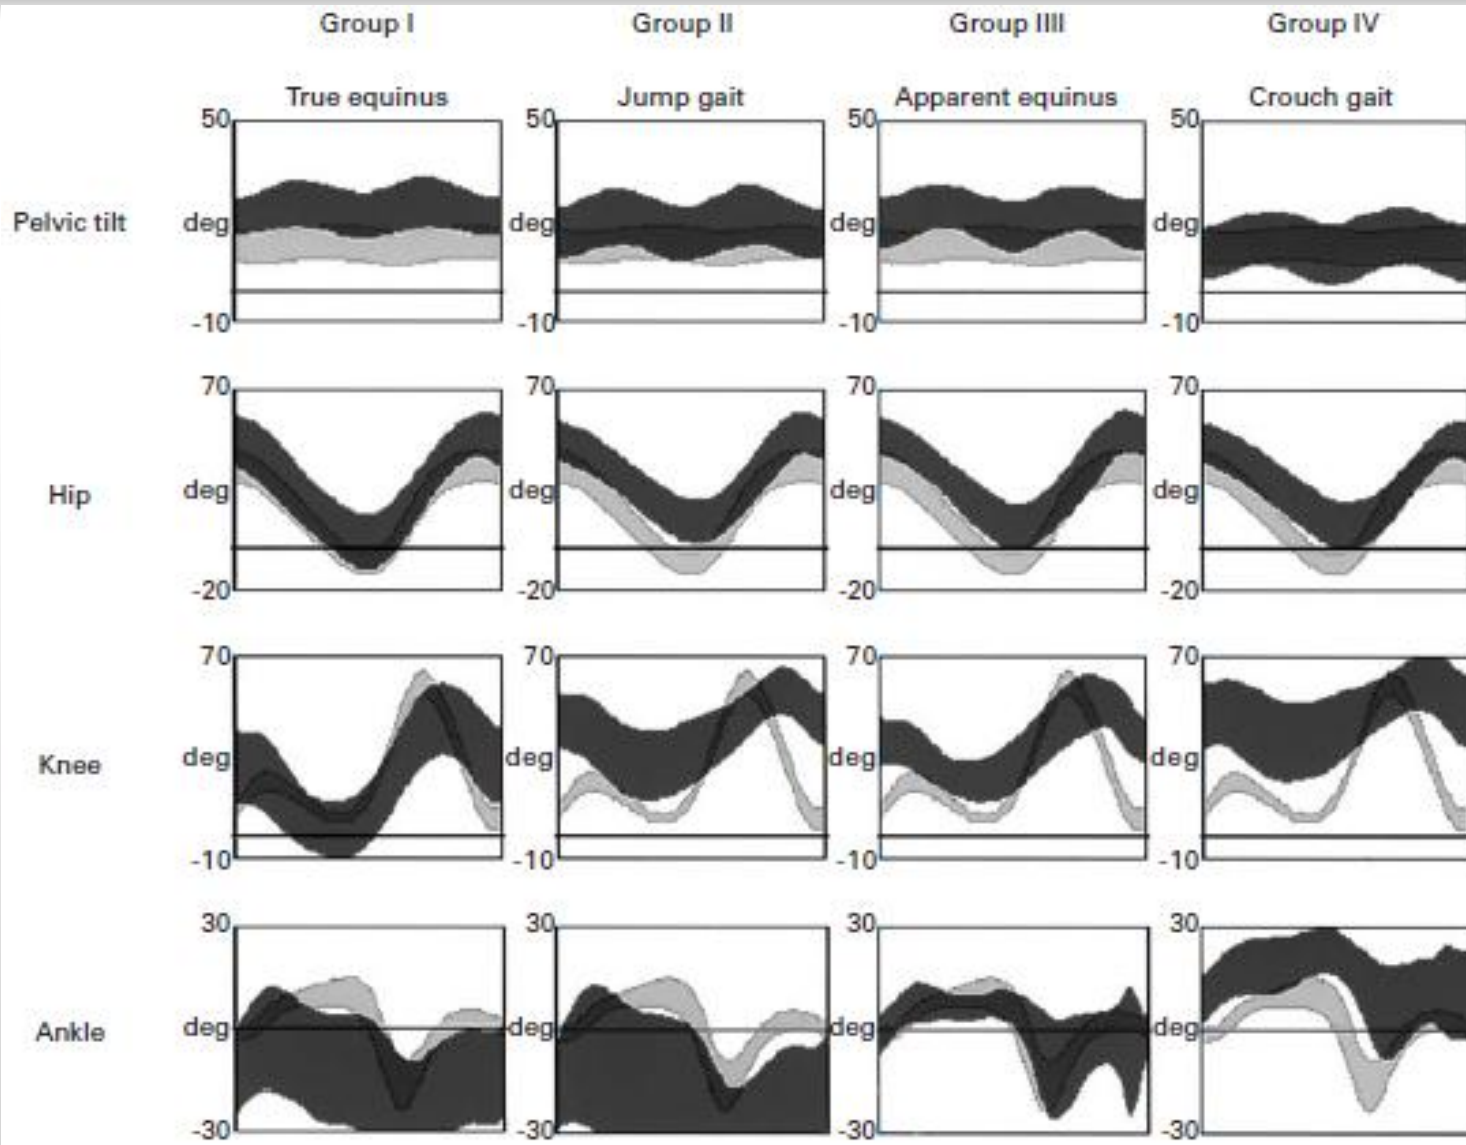 Group I Group II Group IIII Group IV
True equinus Jump gait Apparent equinus Crouch gait
50 50 50 50
Pelvic tilt deg deg deg deg
-10 -10 -10 -10
70 70 70 70
Hip deg deg deg deg
-20 -20 -20 -20
70 70 70 70
Knee deg deg deg deg
-10 -10 -10 -10
30 30 30 30
Ankle deg deg deg deg
-30 -30 -30 -30